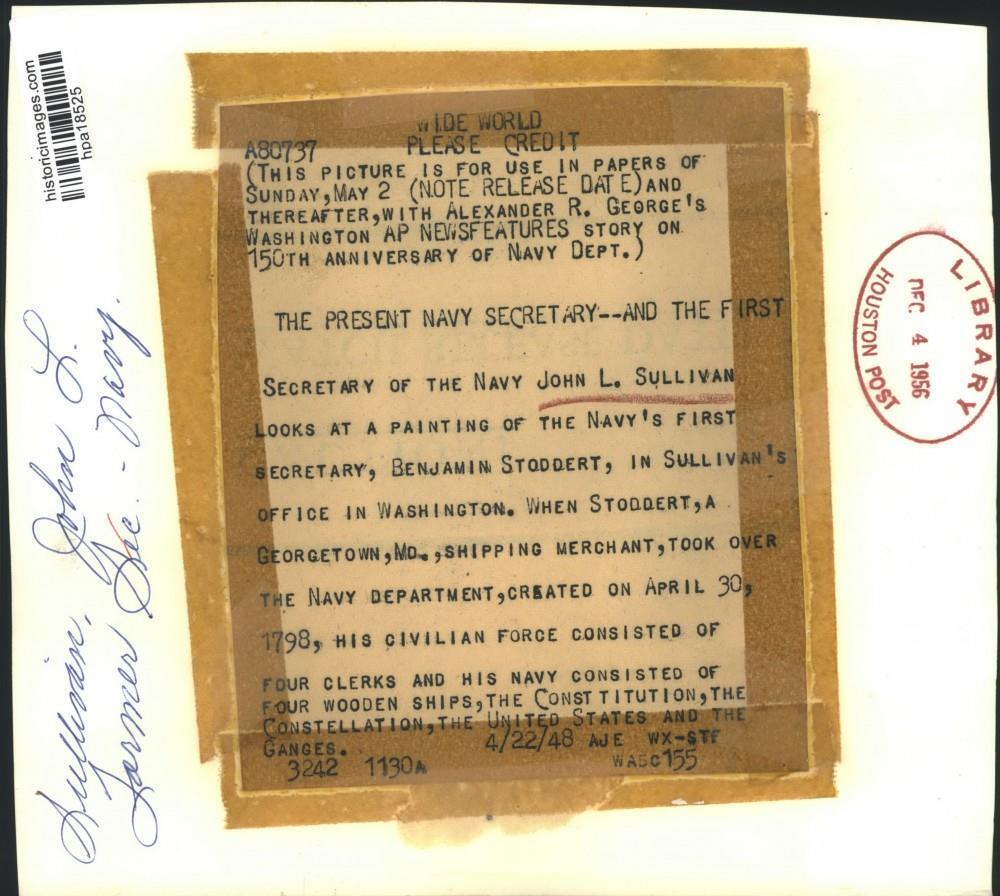 historicimages.com
hpa18525
WIDE WORLD
A80737 PLEASE CREDIT
(THIS PICTURE IS FOR USE IN PAPERS OF
SUNDAY,MAY 2 (NOTE RELEASE DATE)AND
THEREAFTER,WITH ALEXANDER R. GEORGE'S
WASHINGTON AP NEWSFEATURES STORY ON
150TH ANNIVERSARY OF NAVY DEPT.)
THE PRESENT NAVY SECRETARY--AND THE FIRST
SECRETARY OF THE NAVY JOHN L. SULLIVAN
LOOKS AT A PAINTING OF THE NAVY'S FIRST
SECRETARY, BENJAMIN STODDERT, IN SULLIVAN'S
OFFICE IN WASHINGTON. WHEN STODDERT,A
GEORGETOWN,MD.,SHIPPING MERCHANT,TOOK OVER
THE NAVY DEPARTMENT,CREATED ON APRIL 30,
1798, HIS CIVILIAN FORCE CONSISTED OF
FOUR CLERKS AND HIS NAVY CONSISTED OF
FOUR WOODEN SHIPS,THE CONSTTITUTION,THE
CONSTELLATION,THE UNITED STATES AND THE
GANGES. 4/22/48 AJE WX-STF
3242 1130A WABC155
Sullivan, John L.
Former Sec. - Navy.
LIBRARY
DEC 4 1956
HOUSTON POST